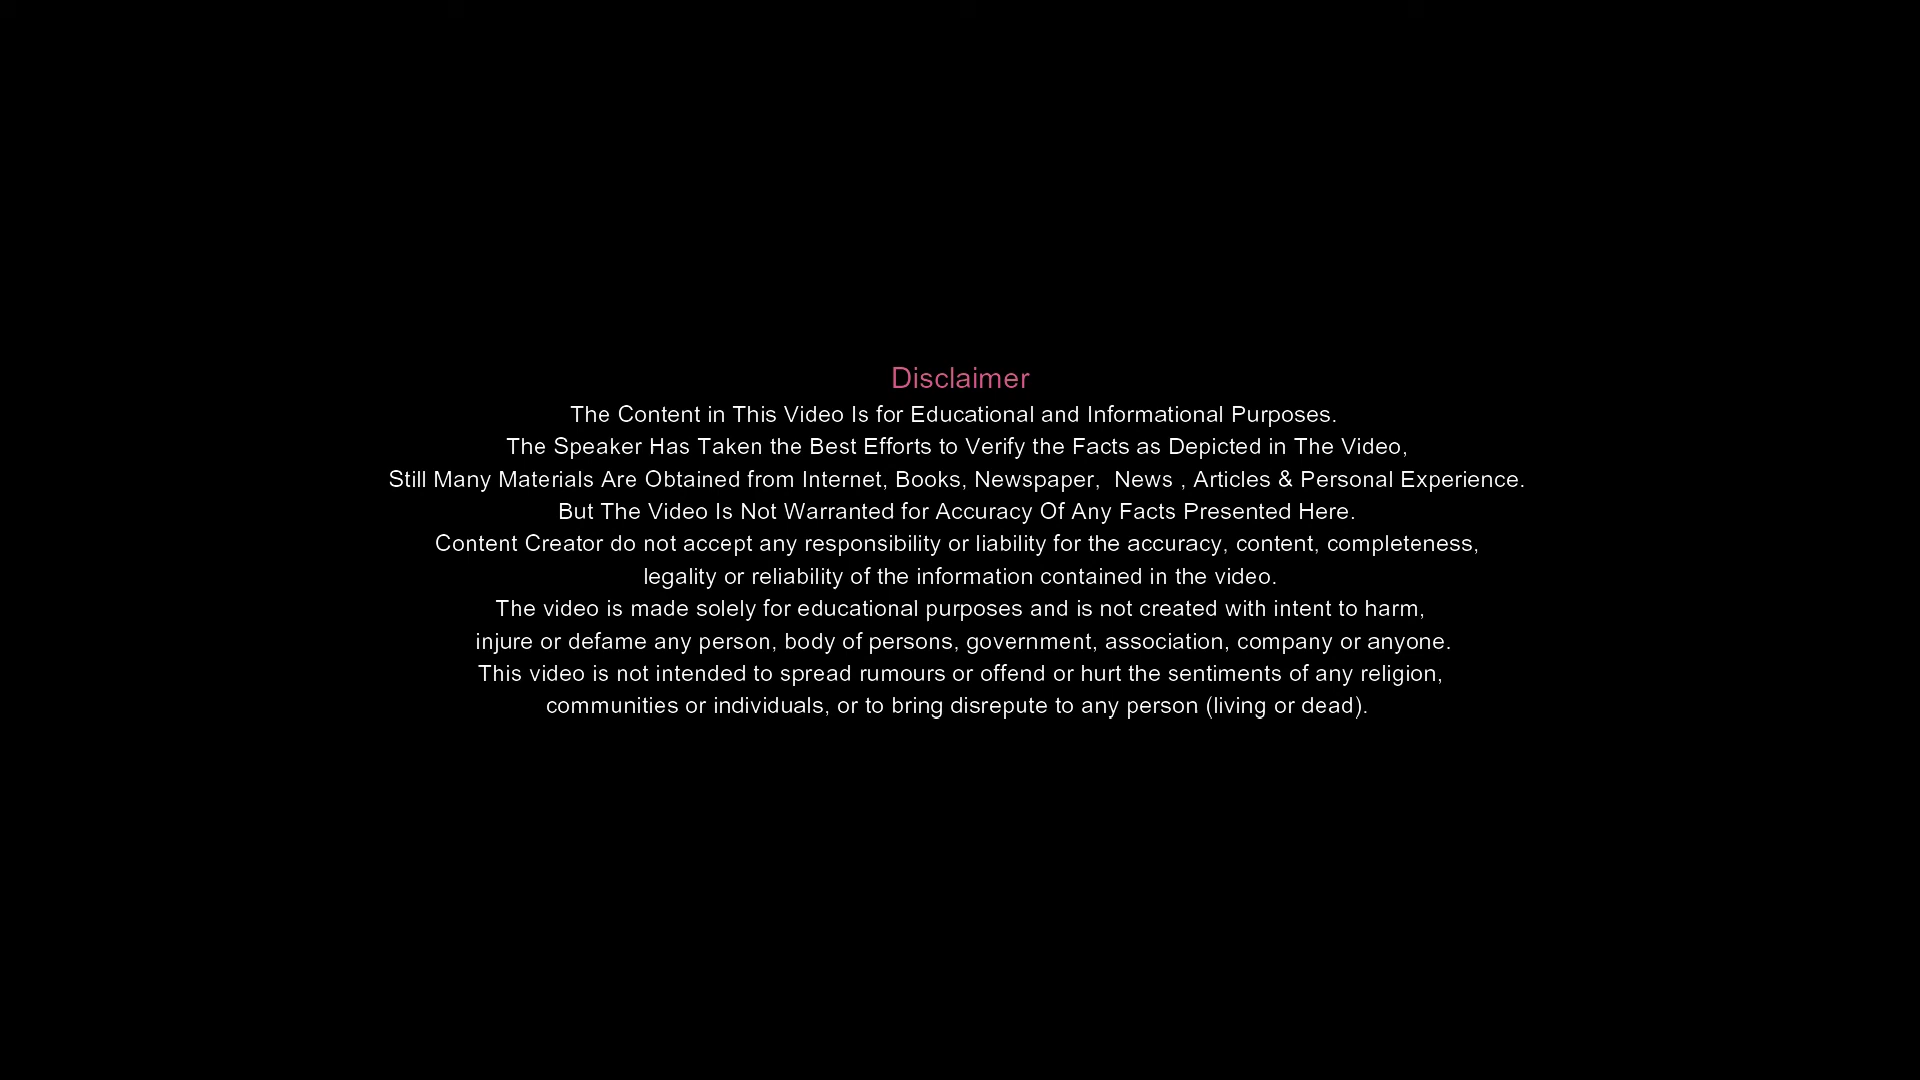 Disclaimer
The Content in This Video Is for Educational and Informational Purposes.
The Speaker Has Taken the Best Efforts to Verify the Facts as Depicted in The Video,
Still Many Materials Are Obtained from Internet, Books, Newspaper,  News , Articles & Personal Experience.
But The Video Is Not Warranted for Accuracy Of Any Facts Presented Here.
Content Creator do not accept any responsibility or liability for the accuracy, content, completeness,
legality or reliability of the information contained in the video.
The video is made solely for educational purposes and is not created with intent to harm,
injure or defame any person, body of persons, government, association, company or anyone.
This video is not intended to spread rumours or offend or hurt the sentiments of any religion,
communities or individuals, or to bring disrepute to any person (living or dead).